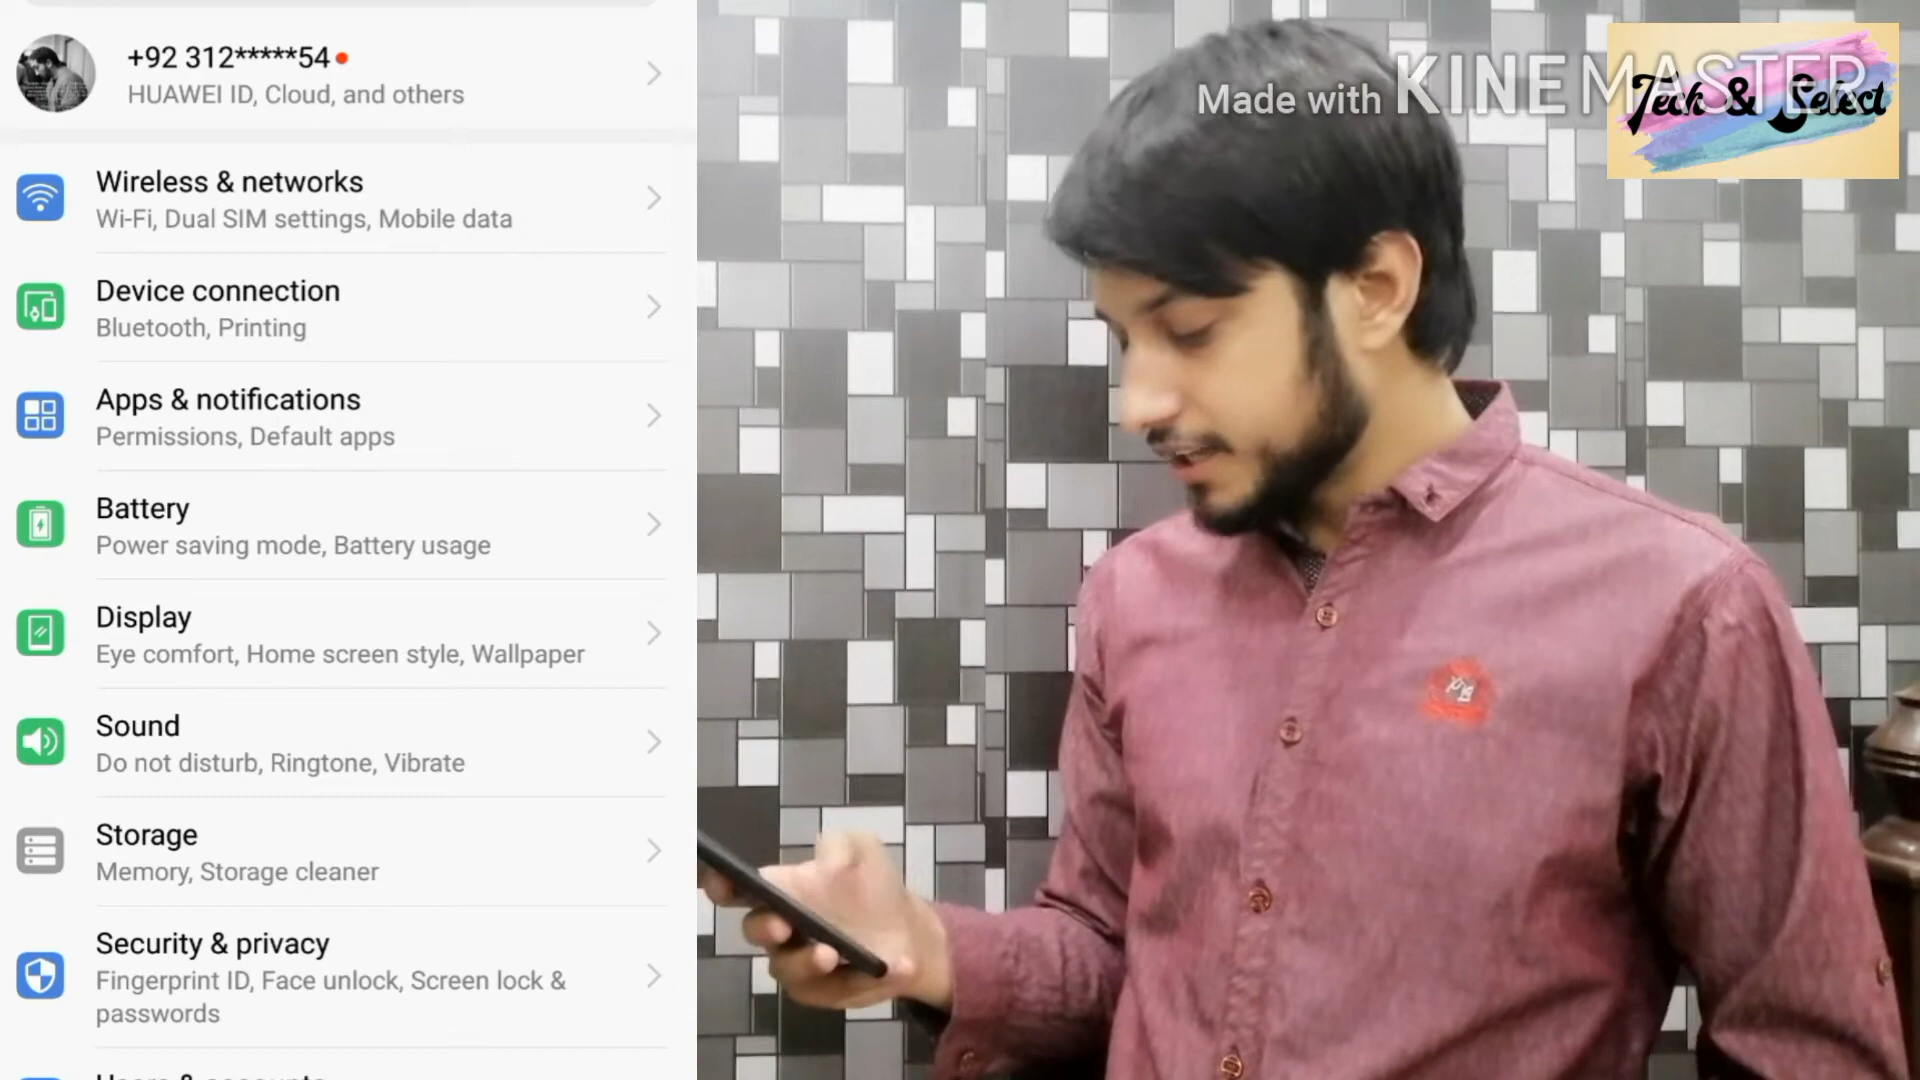 +92 312*****54
HUAWEI ID, Cloud, and others
Wireless & networks
Wi-Fi, Dual SIM settings, Mobile data
Device connection
Bluetooth, Printing
Apps & notifications
Permissions, Default apps
Battery
Power saving mode, Battery usage
Display
Eye comfort, Home screen style, Wallpaper
Sound
Do not disturb, Ringtone, Vibrate
Storage
Memory, Storage cleaner
Security & privacy
Fingerprint ID, Face unlock, Screen lock &
passwords
Made with KINEMASTER
Teck & Select